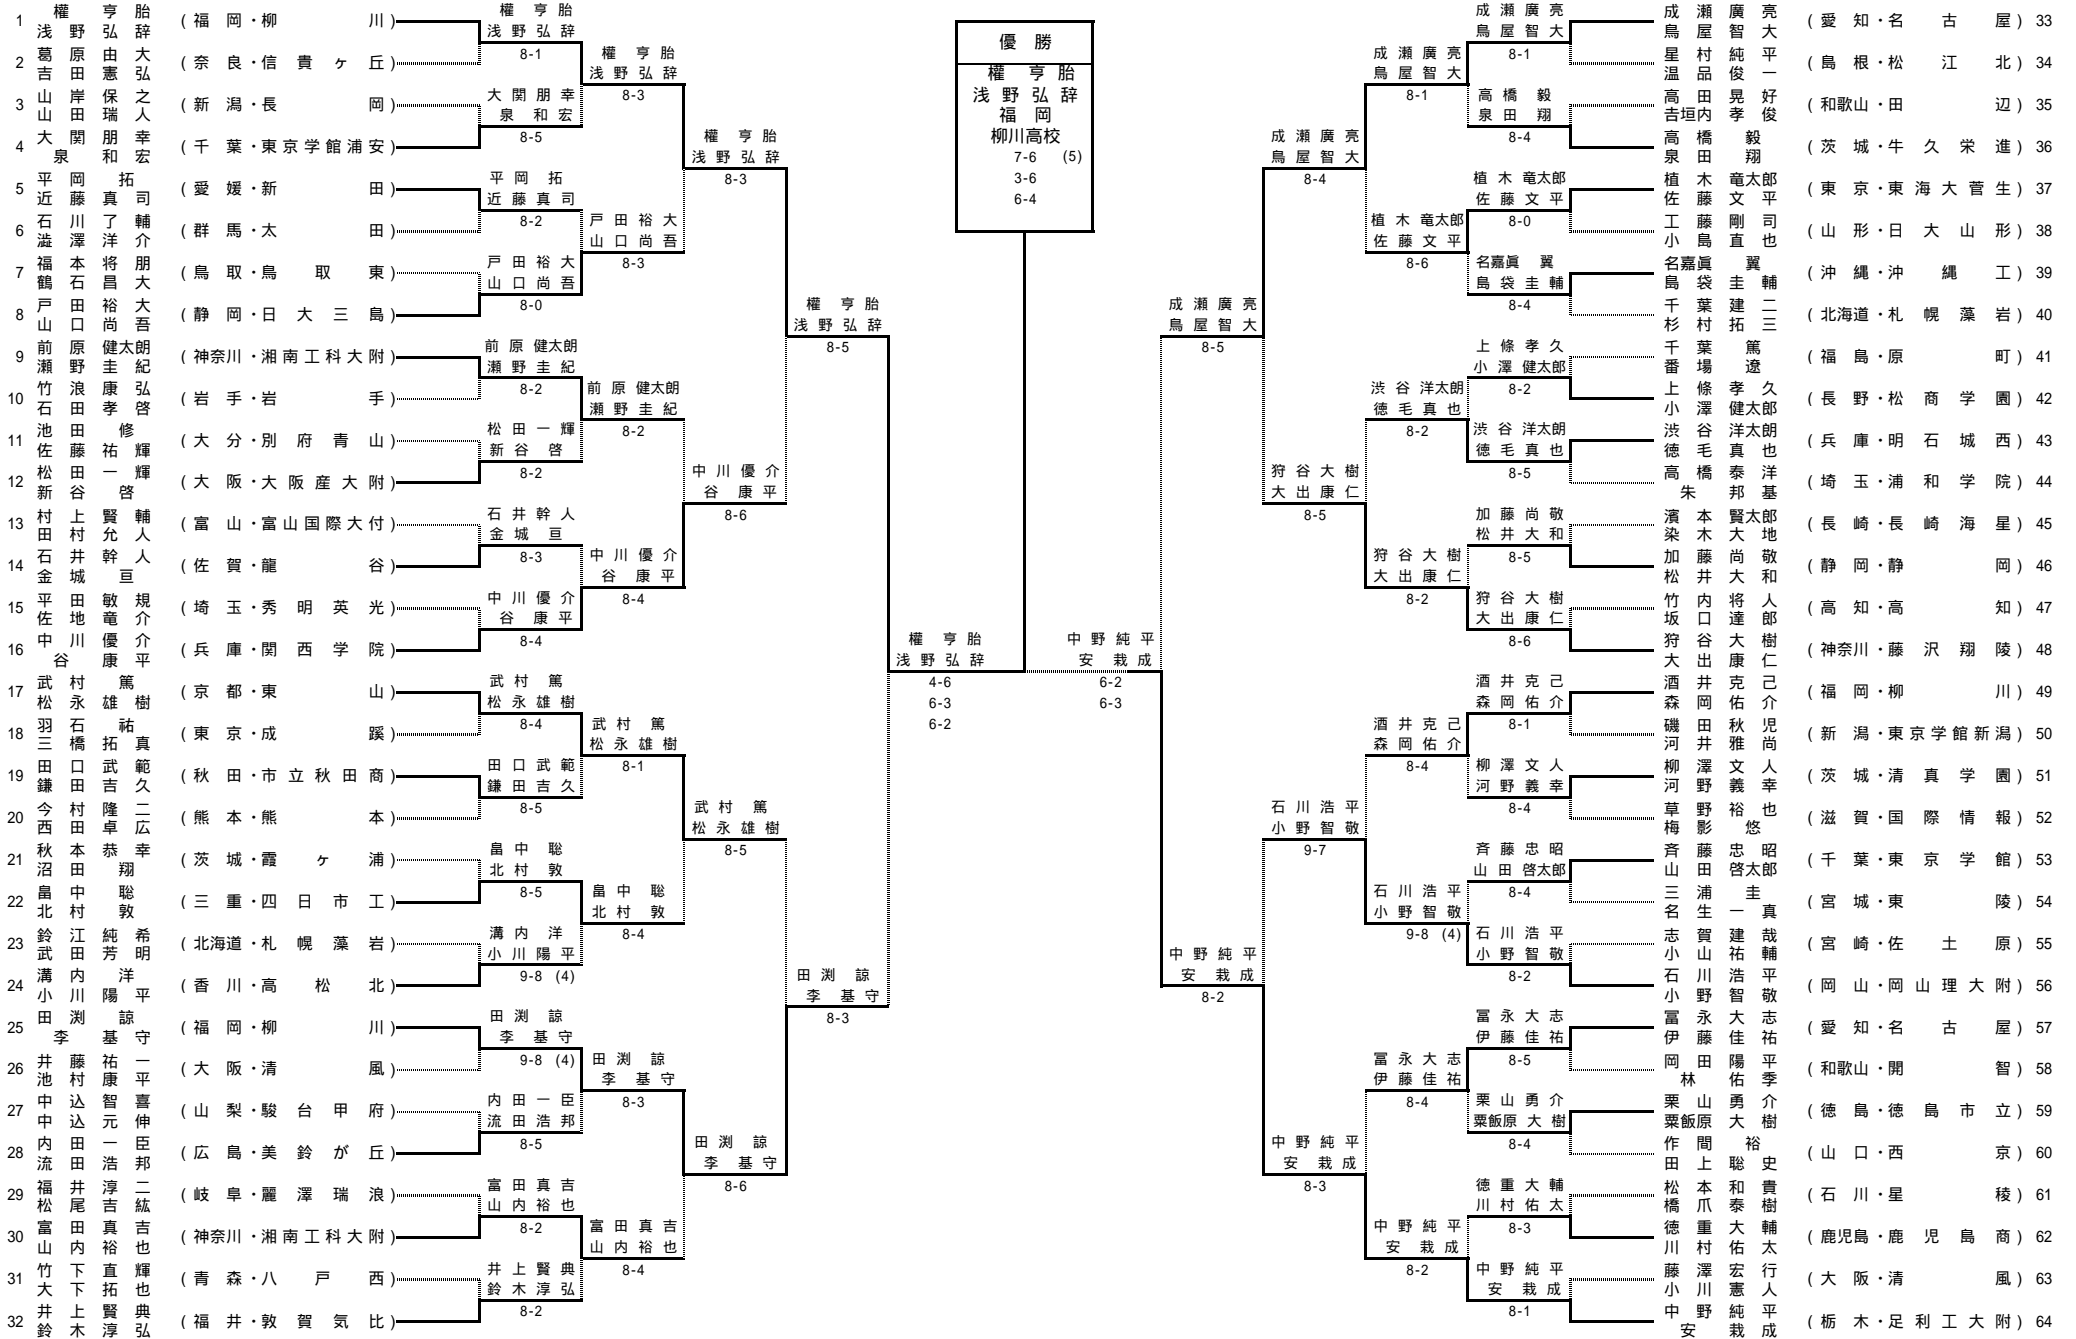 優 勝
權 亨 胎
浅 野 弘 辞
福 岡
柳川高校
7-6 (5)
3-6
6-4
1 權 亨 胎 浅 野 弘 辞 ( 福 岡・柳 川 )
2 葛 原 由 大 吉 田 憲 弘 ( 奈 良・信 貴 ヶ 丘 )
3 山 岸 保 之 山 田 瑞 人 ( 新 潟・長 岡 )
4 大 関 朋 幸 泉 和 宏 ( 千 葉・東 京 学 館 浦 安 )
5 平 岡 拓 近 藤 真 司 ( 愛 媛・新 田 )
6 石 川 了 輔 澁 澤 洋 介 ( 群 馬・太 田 )
7 福 本 将 朋 鶴 石 昌 大 ( 鳥 取・鳥 取 東 )
8 戸 田 裕 大 山 口 尚 吾 ( 静 岡・日 大 三 島 )
9 前 原 健太朗 瀬 野 圭 紀 ( 神奈川・湘 南 工 科 大 附 )
10 竹 浪 康 弘 石 田 孝 啓 ( 岩 手・岩 手 )
11 池 田 修 佐 藤 祐 輝 ( 大 分・別 府 青 山 )
12 松 田 一 輝 新 谷 啓 ( 大 阪・大 阪 産 大 附 )
13 村 上 賢 輔 田 村 允 人 ( 富 山・富 山 国 際 大 付 )
14 石 井 幹 人 金 城 亘 ( 佐 賀・龍 谷 )
15 平 田 敏 規 佐 地 竜 介 ( 埼 玉・秀 明 英 光 )
16 中 川 優 介 谷 康 平 ( 兵 庫・関 西 学 院 )
17 武 村 篤 松 永 雄 樹 ( 京 都・東 山 )
18 羽 石 祐 三 橋 拓 真 ( 東 京・成 蹊 )
19 田 口 武 範 鎌 田 吉 久 ( 秋 田・市 立 秋 田 商 )
20 今 村 隆 二 西 田 卓 広 ( 熊 本・熊 本 )
21 秋 本 恭 幸 沼 田 翔 ( 茨 城・霞 ヶ 浦 )
22 畠 中 聡 北 村 敦 ( 三 重・四 日 市 工 )
23 鈴 江 純 希 武 田 芳 明 ( 北海道・札 幌 藻 岩 )
24 溝 内 洋 小 川 陽 平 ( 香 川・高 松 北 )
25 田 渕 諒 李 基 守 ( 福 岡・柳 川 )
26 井 藤 祐 一 池 村 康 平 ( 大 阪・清 風 )
27 中 込 智 喜 中 込 元 伸 ( 山 梨・駿 台 甲 府 )
28 内 田 一 臣 流 田 浩 邦 ( 広 島・美 鈴 が 丘 )
29 福 井 淳 二 松 尾 吉 紘 ( 岐 阜・麗 澤 瑞 浪 )
30 富 田 真 吉 山 内 裕 也 ( 神奈川・湘 南 工 科 大 附 )
31 竹 下 直 輝 大 下 拓 也 ( 青 森・八 戸 西 )
32 井 上 賢 典 鈴 木 淳 弘 ( 福 井・敦 賀 気 比 )
權 亨 胎 浅 野 弘 辞 8-1
大 関 朋 幸 泉 和 宏 8-5
平 岡 拓 近 藤 真 司 8-2
戸 田 裕 大 山 口 尚 吾 8-0
前 原 健太朗 瀬 野 圭 紀 8-2
松 田 一 輝 新 谷 啓 8-2
石 井 幹 人 金 城 亘 8-3
中 川 優 介 谷 康 平 8-4
武 村 篤 松 永 雄 樹 8-4
田 口 武 範 鎌 田 吉 久 8-5
畠 中 聡 北 村 敦 8-5
溝 内 洋 小 川 陽 平 9-8 (4)
田 渕 諒 李 基 守 9-8 (4)
内 田 一 臣 流 田 浩 邦 8-5
富 田 真 吉 山 内 裕 也 8-2
井 上 賢 典 鈴 木 淳 弘 8-2
權 亨 胎 浅 野 弘 辞 8-3
戸 田 裕 大 山 口 尚 吾 8-3
前 原 健太朗 瀬 野 圭 紀 8-2
中 川 優 介 谷 康 平 8-4
武 村 篤 松 永 雄 樹 8-1
畠 中 聡 北 村 敦 8-4
田 渕 諒 李 基 守 8-3
富 田 真 吉 山 内 裕 也 8-4
權 亨 胎 浅 野 弘 辞 8-3
中 川 優 介 谷 康 平 8-6
武 村 篤 松 永 雄 樹 8-5
田 渕 諒 李 基 守 8-6
權 亨 胎 浅 野 弘 辞 8-5
田 渕 諒 李 基 守 8-3
權 亨 胎 浅 野 弘 辞
4-6
6-3
6-2
中 野 純 平 安 栽 成
6-2
6-3
成 瀬 廣 亮 鳥 屋 智 大 8-5
中 野 純 平 安 栽 成 8-2
成 瀬 廣 亮 鳥 屋 智 大 8-4
狩 谷 大 樹 大 出 康 仁 8-5
石 川 浩 平 小 野 智 敬 9-7
中 野 純 平 安 栽 成 8-3
成 瀬 廣 亮 鳥 屋 智 大 8-1
植 木 竜太郎 佐 藤 文 平 8-6
渋 谷 洋太朗 徳 毛 真 也 8-2
狩 谷 大 樹 大 出 康 仁 8-2
酒 井 克 己 森 岡 佑 介 8-4
石 川 浩 平 小 野 智 敬 9-8 (4)
冨 永 大 志 伊 藤 佳 祐 8-4
中 野 純 平 安 栽 成 8-2
成 瀬 廣 亮 鳥 屋 智 大 8-1
高 橋 毅 泉 田 翔 8-4
植 木 竜太郎 佐 藤 文 平 8-0
名嘉眞 翼 島 袋 圭 輔 8-4
上 條 孝 久 小 澤 健太郎 8-2
渋 谷 洋太朗 徳 毛 真 也 8-5
加 藤 尚 敬 松 井 大 和 8-5
狩 谷 大 樹 大 出 康 仁 8-6
酒 井 克 己 森 岡 佑 介 8-1
柳 澤 文 人 河 野 義 幸 8-4
斉 藤 忠 昭 山 田 啓太郎 8-4
石 川 浩 平 小 野 智 敬 8-2
冨 永 大 志 伊 藤 佳 祐 8-5
栗 山 勇 介 粟飯原 大 樹 8-4
徳 重 大 輔 川 村 佑 太 8-3
中 野 純 平 安 栽 成 8-1
成 瀬 廣 亮 鳥 屋 智 大 ( 愛 知・名 古 屋 ) 33
星 村 純 平 温 品 俊 一 ( 島 根・松 江 北 ) 34
高 田 晃 好 吉垣内 孝 俊 ( 和歌山・田 辺 ) 35
高 橋 毅 泉 田 翔 ( 茨 城・牛 久 栄 進 ) 36
植 木 竜太郎 佐 藤 文 平 ( 東 京・東 海 大 菅 生 ) 37
工 藤 剛 司 小 島 直 也 ( 山 形・日 大 山 形 ) 38
名嘉眞 翼 島 袋 圭 輔 ( 沖 縄・沖 縄 工 ) 39
千 葉 建 二 杉 村 拓 三 ( 北海道・札 幌 藻 岩 ) 40
千 葉 篤 番 場 遼 ( 福 島・原 町 ) 41
上 條 孝 久 小 澤 健太郎 ( 長 野・松 商 学 園 ) 42
渋 谷 洋太朗 徳 毛 真 也 ( 兵 庫・明 石 城 西 ) 43
高 橋 泰 洋 朱 邦 基 ( 埼 玉・浦 和 学 院 ) 44
濱 本 賢太郎 染 木 大 地 ( 長 崎・長 崎 海 星 ) 45
加 藤 尚 敬 松 井 大 和 ( 静 岡・静 岡 ) 46
竹 内 将 人 坂 口 達 郎 ( 高 知・高 知 ) 47
狩 谷 大 樹 大 出 康 仁 ( 神奈川・藤 沢 翔 陵 ) 48
酒 井 克 己 森 岡 佑 介 ( 福 岡・柳 川 ) 49
磯 田 秋 児 河 井 雅 尚 ( 新 潟・東 京 学 館 新 潟 ) 50
柳 澤 文 人 河 野 義 幸 ( 茨 城・清 真 学 園 ) 51
草 野 裕 也 梅 影 悠 ( 滋 賀・国 際 情 報 ) 52
斉 藤 忠 昭 山 田 啓太郎 ( 千 葉・東 京 学 館 ) 53
三 浦 圭 名 生 一 真 ( 宮 城・東 陵 ) 54
志 賀 建 哉 小 山 祐 輔 ( 宮 崎・佐 土 原 ) 55
石 川 浩 平 小 野 智 敬 ( 岡 山・岡 山 理 大 附 ) 56
冨 永 大 志 伊 藤 佳 祐 ( 愛 知・名 古 屋 ) 57
岡 田 陽 平 林 佑 季 ( 和歌山・開 智 ) 58
栗 山 勇 介 粟飯原 大 樹 ( 徳 島・徳 島 市 立 ) 59
作 間 裕 田 上 聡 史 ( 山 口・西 京 ) 60
松 本 和 貴 橋 爪 泰 樹 ( 石 川・星 稜 ) 61
徳 重 大 輔 川 村 佑 太 ( 鹿児島・鹿 児 島 商 ) 62
藤 澤 宏 行 小 川 憲 人 ( 大 阪・清 風 ) 63
中 野 純 平 安 栽 成 ( 栃 木・足 利 工 大 附 ) 64